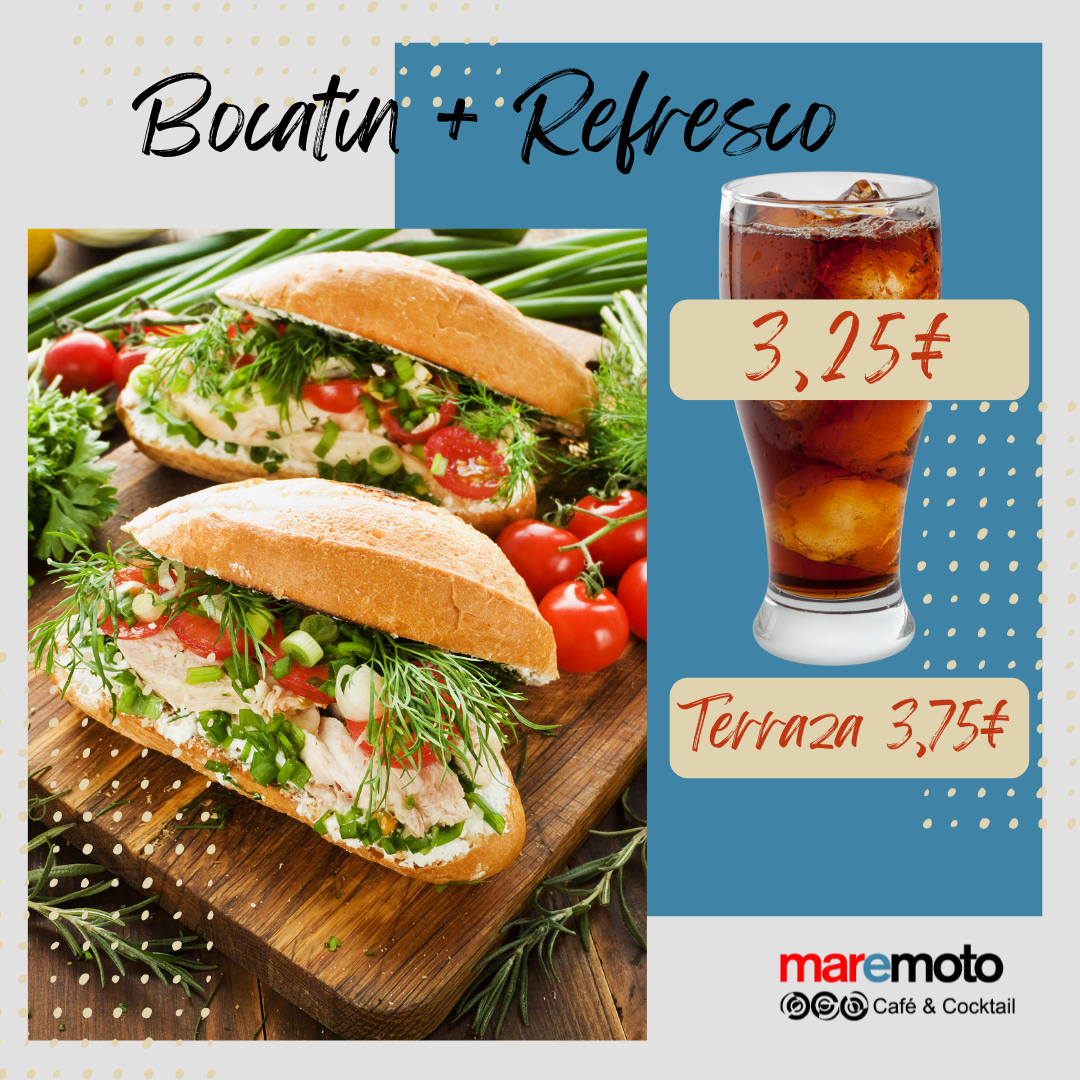 Bocatín + Refresco
3,25€
Terraza 3,75€
maremoto
Café & Cocktail